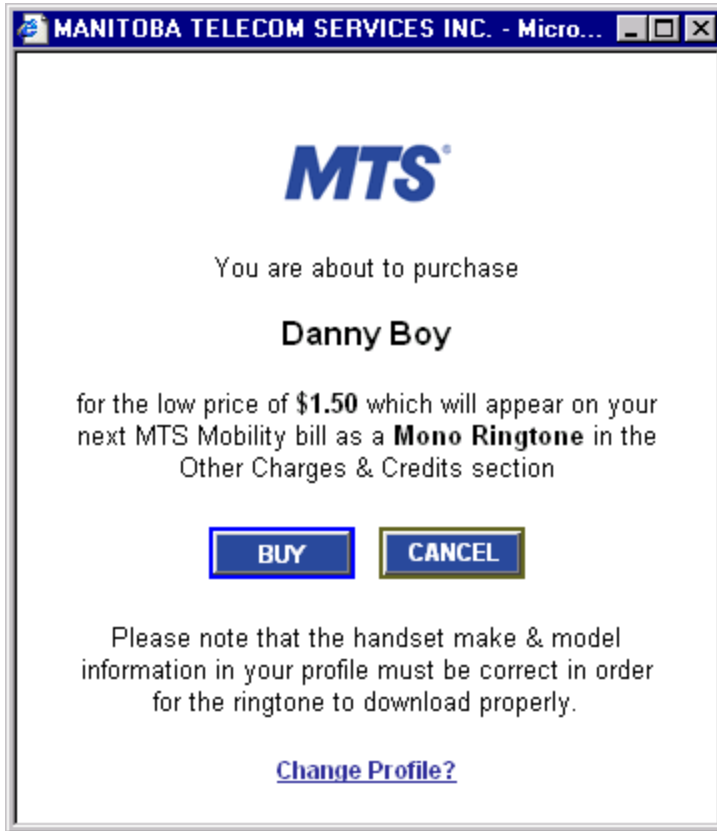 MANITOBA TELECOM SERVICES INC. - Micro...
MTS®
You are about to purchase
Danny Boy
for the low price of $1.50 which will appear on your
next MTS Mobility bill as a Mono Ringtone in the
Other Charges & Credits section
BUY CANCEL
Please note that the handset make & model
information in your profile must be correct in order
for the ringtone to download properly.
Change Profile?